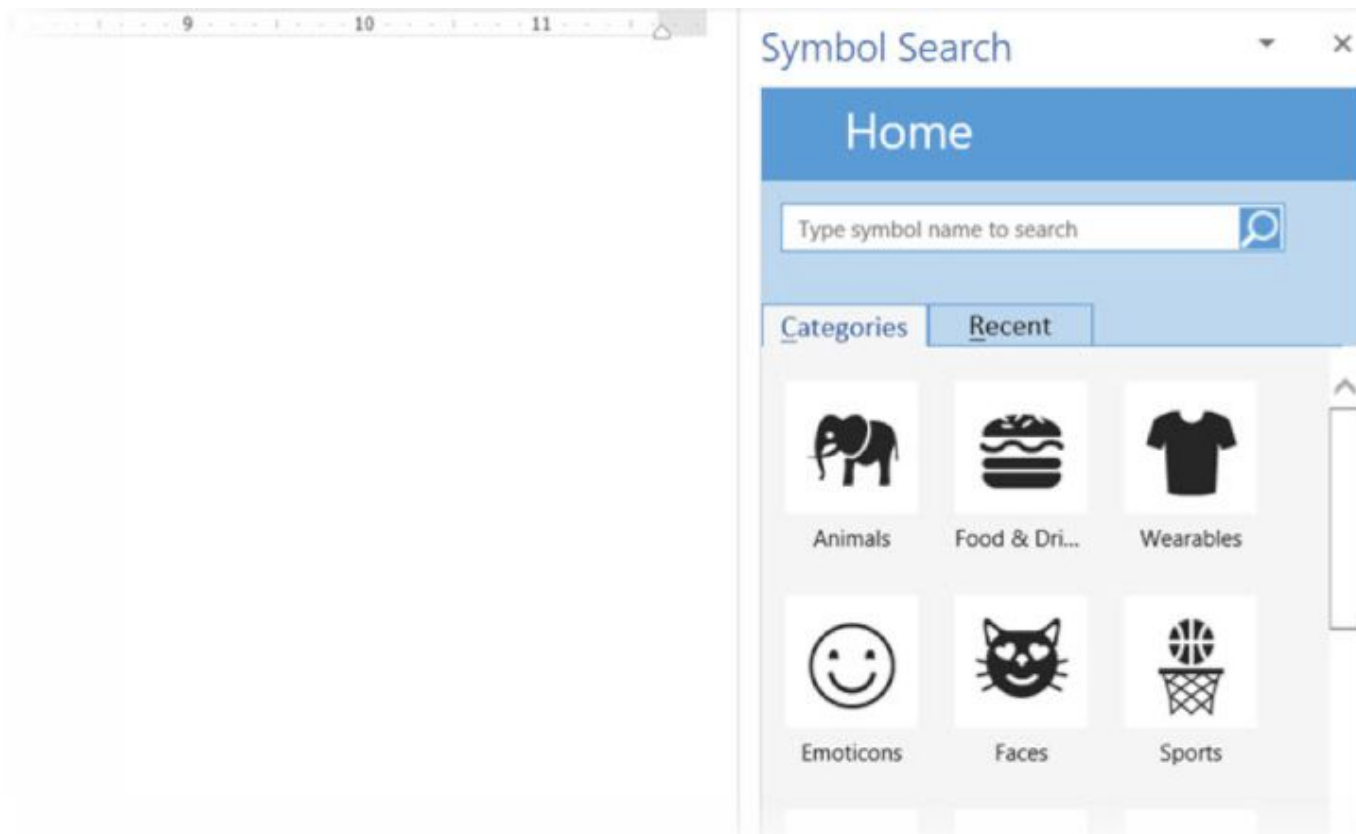 9 10 11
Symbol Search
Home
Type symbol name to search
Categories Recent
Animals Food & Dri... Wearables
Emoticons Faces Sports